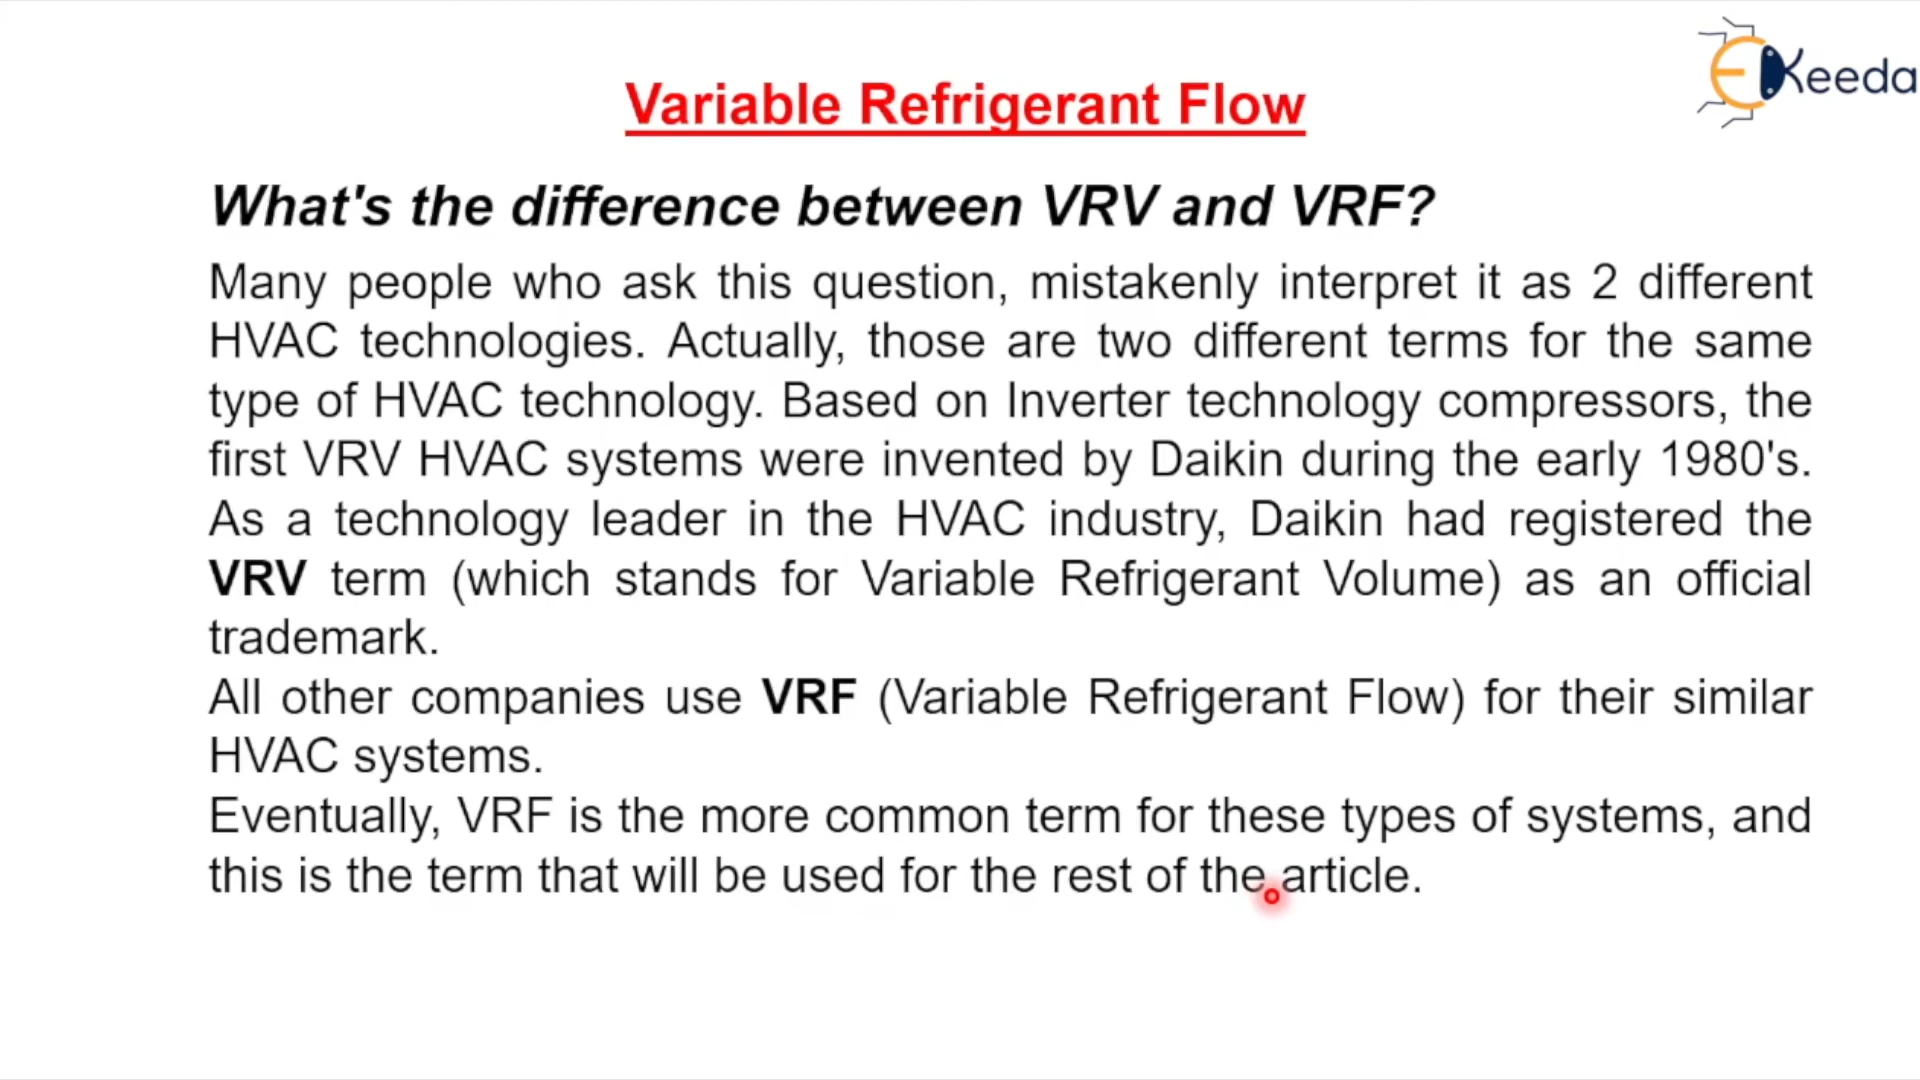 EKeeda
Variable Refrigerant Flow
What's the difference between VRV and VRF?
Many people who ask this question, mistakenly interpret it as 2 different
HVAC technologies. Actually, those are two different terms for the same
type of HVAC technology. Based on Inverter technology compressors, the
first VRV HVAC systems were invented by Daikin during the early 1980's.
As a technology leader in the HVAC industry, Daikin had registered the
VRV term (which stands for Variable Refrigerant Volume) as an official
trademark.
All other companies use VRF (Variable Refrigerant Flow) for their similar
HVAC systems.
Eventually, VRF is the more common term for these types of systems, and
this is the term that will be used for the rest of the article.